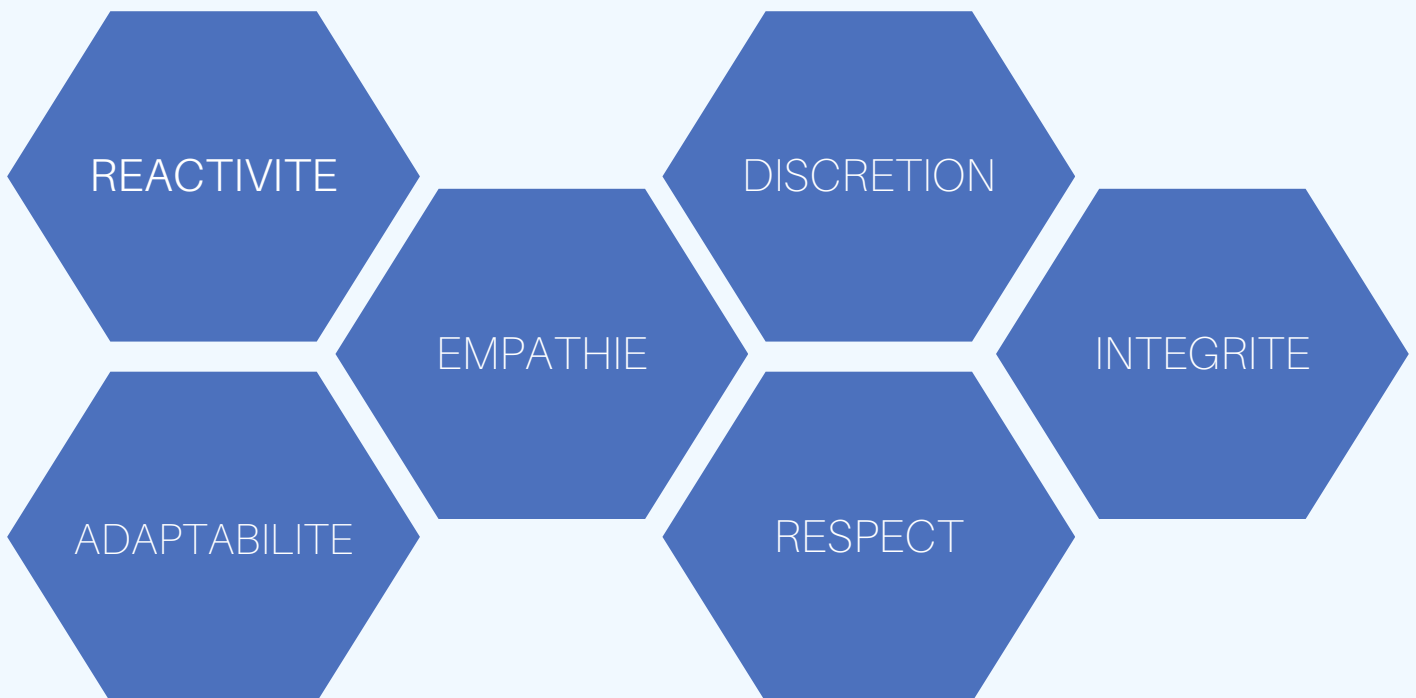 REACTIVITE
DISCRETION
EMPATHIE
INTEGRITE
ADAPTABILITE
RESPECT